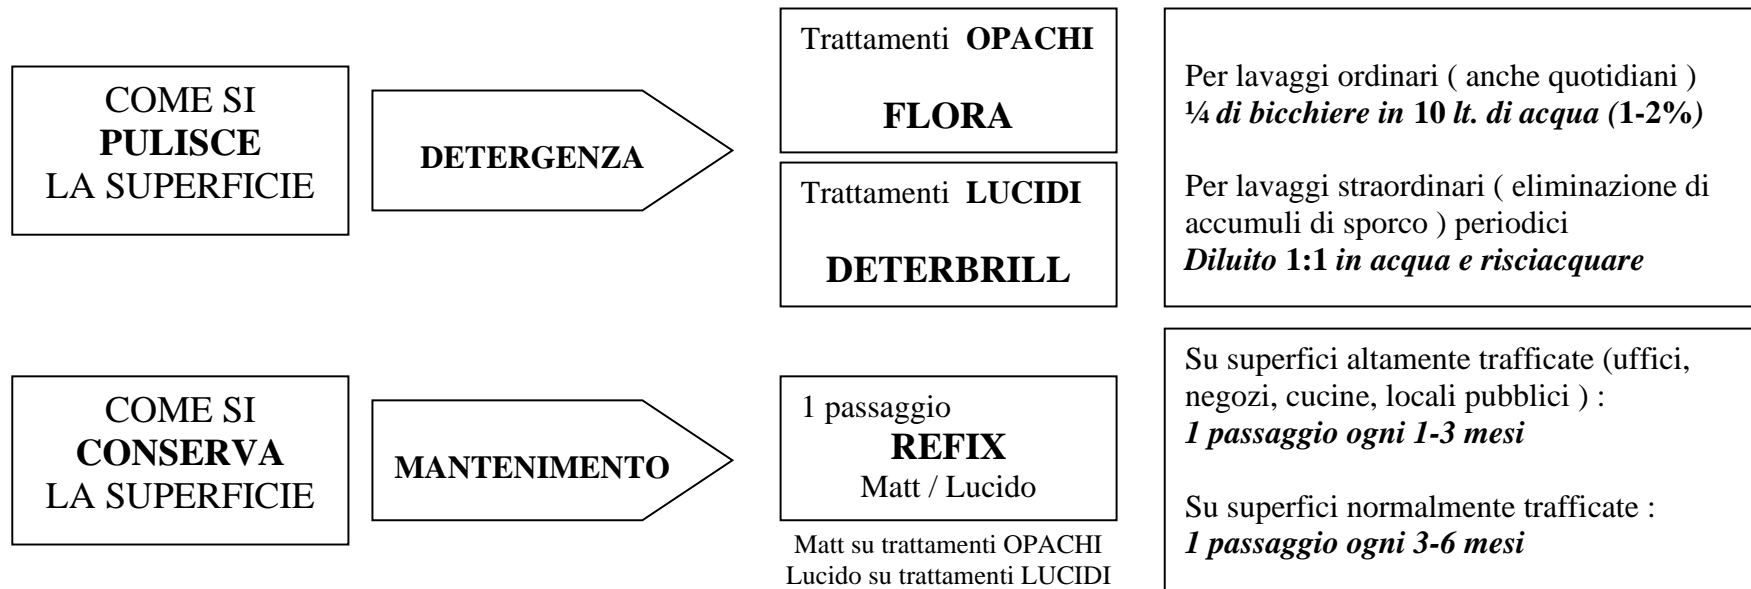 COME SI
PULISCE
LA SUPERFICIE
DETERGENZA
Trattamenti OPACHI
FLORA
Trattamenti LUCIDI
DETERBRILL
Per lavaggi ordinari ( anche quotidiani )
¼ di bicchiere in 10 lt. di acqua (1-2%)
Per lavaggi straordinari ( eliminazione di
accumuli di sporco ) periodici
Diluito 1:1 in acqua e risciacquare
COME SI
CONSERVA
LA SUPERFICIE
MANTENIMENTO
1 passaggio
REFIX
Matt / Lucido
Matt su trattamenti OPACHI
Lucido su trattamenti LUCIDI
Su superfici altamente trafficate (uffici,
negozi, cucine, locali pubblici ) :
1 passaggio ogni 1-3 mesi
Su superfici normalmente trafficate :
1 passaggio ogni 3-6 mesi